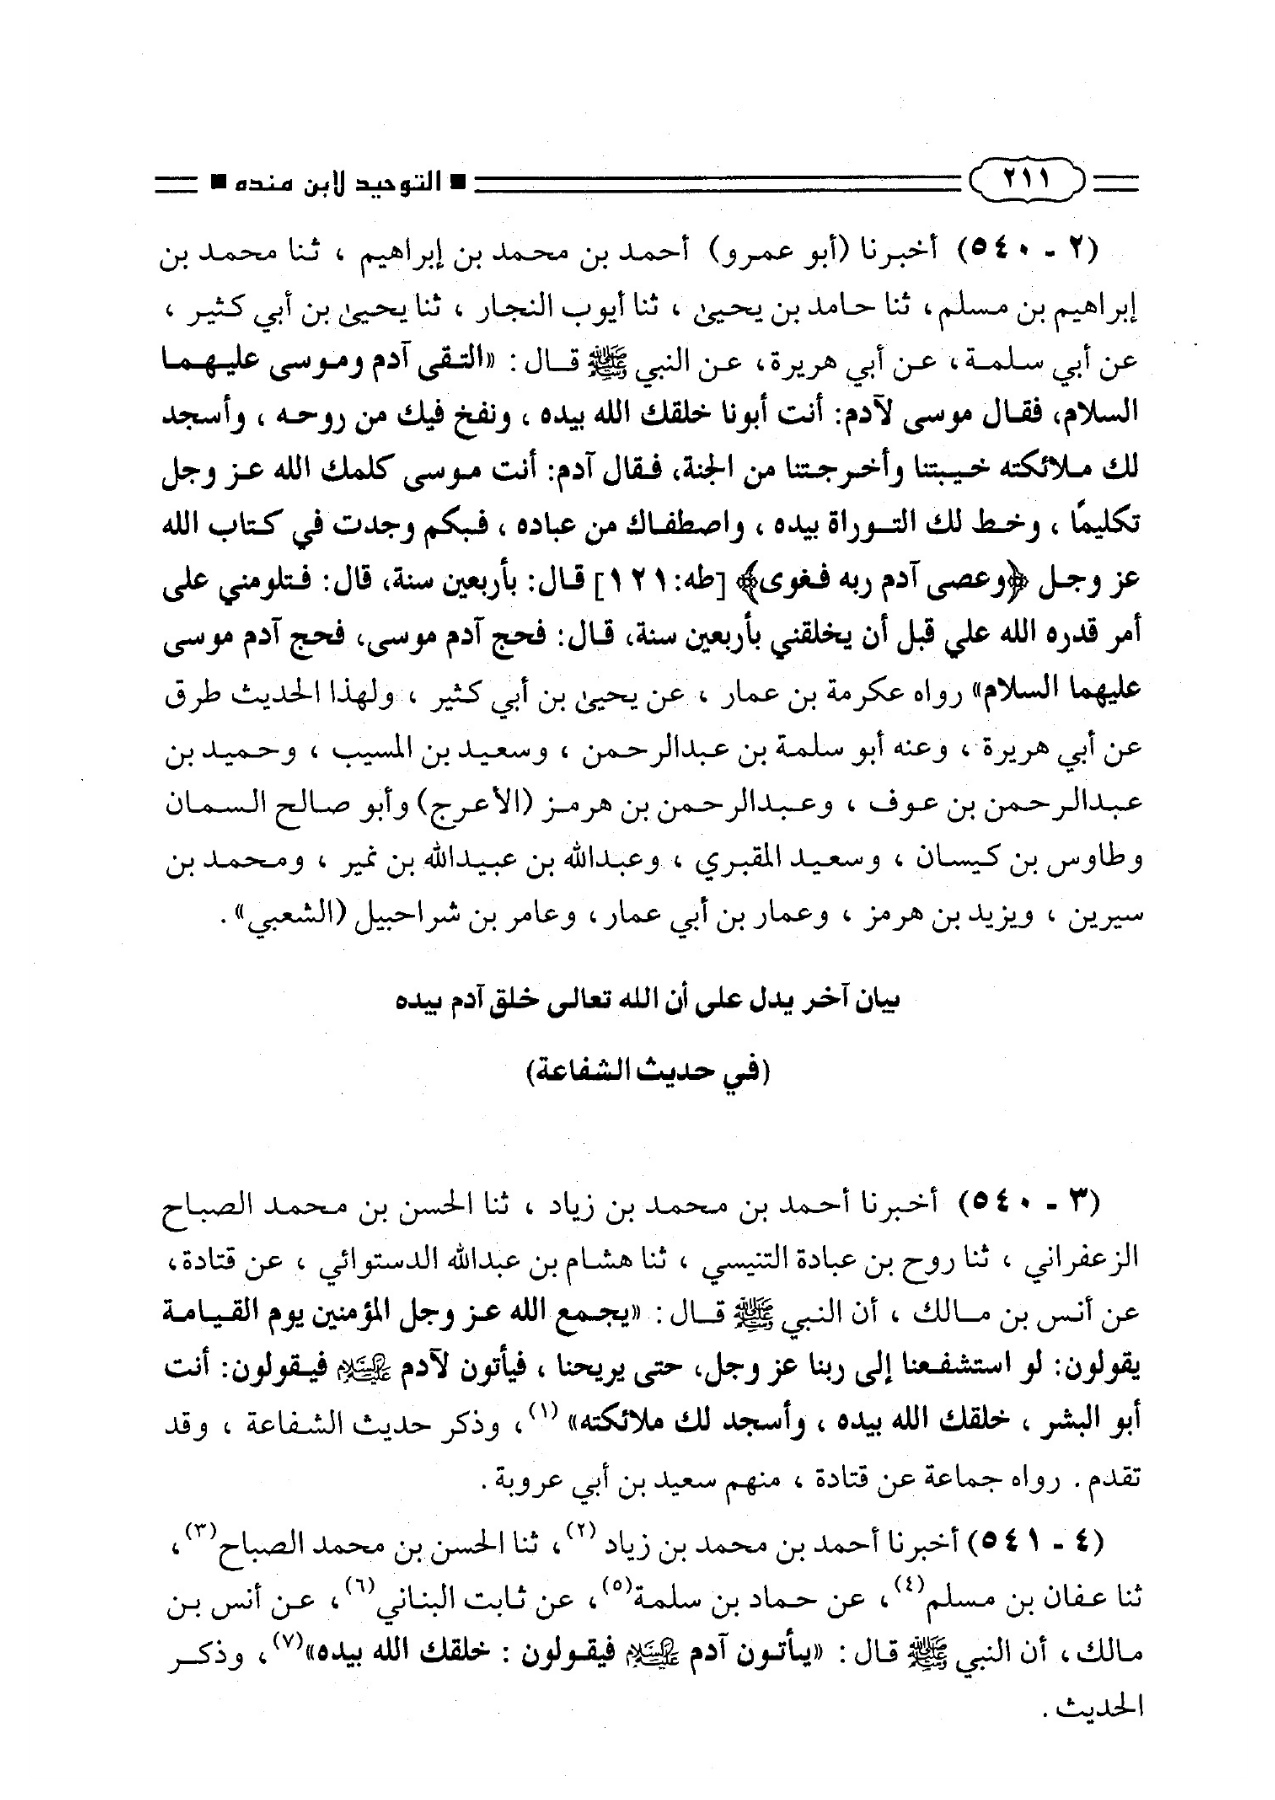 ٢١١ ■ التوحيد لابن منده ■
(٢ - ٥٤٠) أخبرنا (أبو عمرو) أحمد بن محمد بن إبراهيم ، ثنا محمد بن
إبراهيم بن مسلم، ثنا حامد بن يحيىٰ ، ثنا أيوب النجار ، ثنا يحيىٰ بن أبي كثير ،
عن أبي سلمة، عن أبي هريرة، عن النبي ﷺ قال : «التقى آدم وموسى عليهما
السلام، فقال موسى لآدم: أنت أبونا خلقك الله بيده ، ونفخ فيك من روحه ، وأسجد
لك ملائكته خيبتنا وأخرجتنا من الجنة، فقال آدم: أنت موسى كلمك الله عز وجل
تكليمًا ، وخط لك التوراة بيده ، واصطفاك من عباده ، فبكم وجدت في كتاب الله
عز وجل ﴿وعصى آدم ربه فغوى﴾ [طه: ١٢١] قال: بأربعين سنة، قال: فتلومني على
أمر قدره الله علي قبل أن يخلقني بأربعين سنة، قال: فحج آدم موسى، فحج آدم موسى
عليهما السلام» رواه عكرمة بن عمار ، عن يحيىٰ بن أبي كثير ، ولهذا الحديث طرق
عن أبي هريرة ، وعنه أبو سلمة بن عبدالرحمن ، وسعيد بن المسيب ، وحميد بن
عبدالرحمن بن عوف ، وعبدالرحمن بن هرمز (الأعرج) وأبو صالح السمان
وطاوس بن كيسان ، وسعيد المقبري ، وعبدالله بن عبيدالله بن نمير ، ومحمد بن
سيرين ، ويزيد بن هرمز ، وعمار بن أبي عمار، وعامر بن شراحبيل (الشعبي» .
بيان آخر يدل على أن الله تعالى خلق آدم بيده
(في حديث الشفاعة)
(٣ - ٥٤٠) أخبرنا أحمد بن محمد بن زياد ، ثنا الحسن بن محمد الصباح
الزعفراني ، ثنا روح بن عبادة التنيسي ، ثنا هشام بن عبدالله الدستوائي ، عن قتادة،
عن أنس بن مالك ، أن النبي ﷺ قال : «يجمع الله عز وجل المؤمنين يوم القيامة
يقولون: لو استشفعنا إلى ربنا عز وجل، حتى يريحنا ، فيأتون لآدم عليه السلام فيقولون: أنت
أبو البشر ، خلقك الله بيده ، وأسجد لك ملائكته» (١)، وذكر حديث الشفاعة ، وقد
تقدم . رواه جماعة عن قتادة ، منهم سعيد بن أبي عروبة .
(٤ - ٥٤١) أخبرنا أحمد بن محمد بن زياد (٢)، ثنا الحسن بن محمد الصباح(٣)،
ثنا عفان بن مسلم(٤)، عن حماد بن سلمة(٥)، عن ثابت البناني(٦)، عن أنس بن
مالك، أن النبي ﷺ قال : «يأتون آدم عليه السلام فيقولون : خلقك الله بيده»(٧)، وذكر
الحديث .